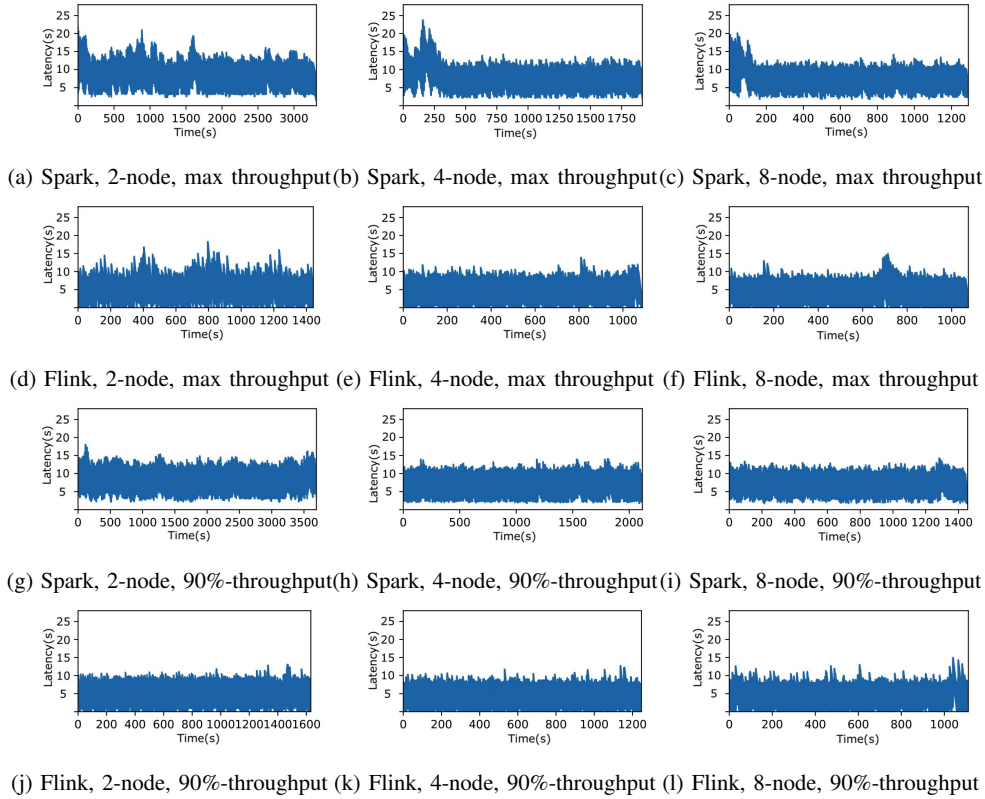 25
20
15
10
5
Latency(s)
0 500 1000 1500 2000 2500 3000
Time(s)
25
20
15
10
5
Latency(s)
0 250 500 750 1000 1250 1500 1750
Time(s)
25
20
15
10
5
Latency(s)
0 200 400 600 800 1000 1200
Time(s)
(a) Spark, 2-node, max throughput
(b) Spark, 4-node, max throughput
(c) Spark, 8-node, max throughput
25
20
15
10
5
Latency(s)
0 200 400 600 800 1000 1200 1400
Time(s)
25
20
15
10
5
Latency(s)
0 200 400 600 800 1000
Time(s)
25
20
15
10
5
Latency(s)
0 200 400 600 800 1000
Time(s)
(d) Flink, 2-node, max throughput
(e) Flink, 4-node, max throughput
(f) Flink, 8-node, max throughput
25
20
15
10
5
Latency(s)
0 500 1000 1500 2000 2500 3000 3500
Time(s)
25
20
15
10
5
Latency(s)
0 500 1000 1500 2000
Time(s)
25
20
15
10
5
Latency(s)
0 200 400 600 800 1000 1200 1400
Time(s)
(g) Spark, 2-node, 90%-throughput
(h) Spark, 4-node, 90%-throughput
(i) Spark, 8-node, 90%-throughput
25
20
15
10
5
Latency(s)
0 200 400 600 800 1000 1200 1400 1600
Time(s)
25
20
15
10
5
Latency(s)
0 200 400 600 800 1000 1200
Time(s)
25
20
15
10
5
Latency(s)
0 200 400 600 800 1000
Time(s)
(j) Flink, 2-node, 90%-throughput
(k) Flink, 4-node, 90%-throughput
(l) Flink, 8-node, 90%-throughput